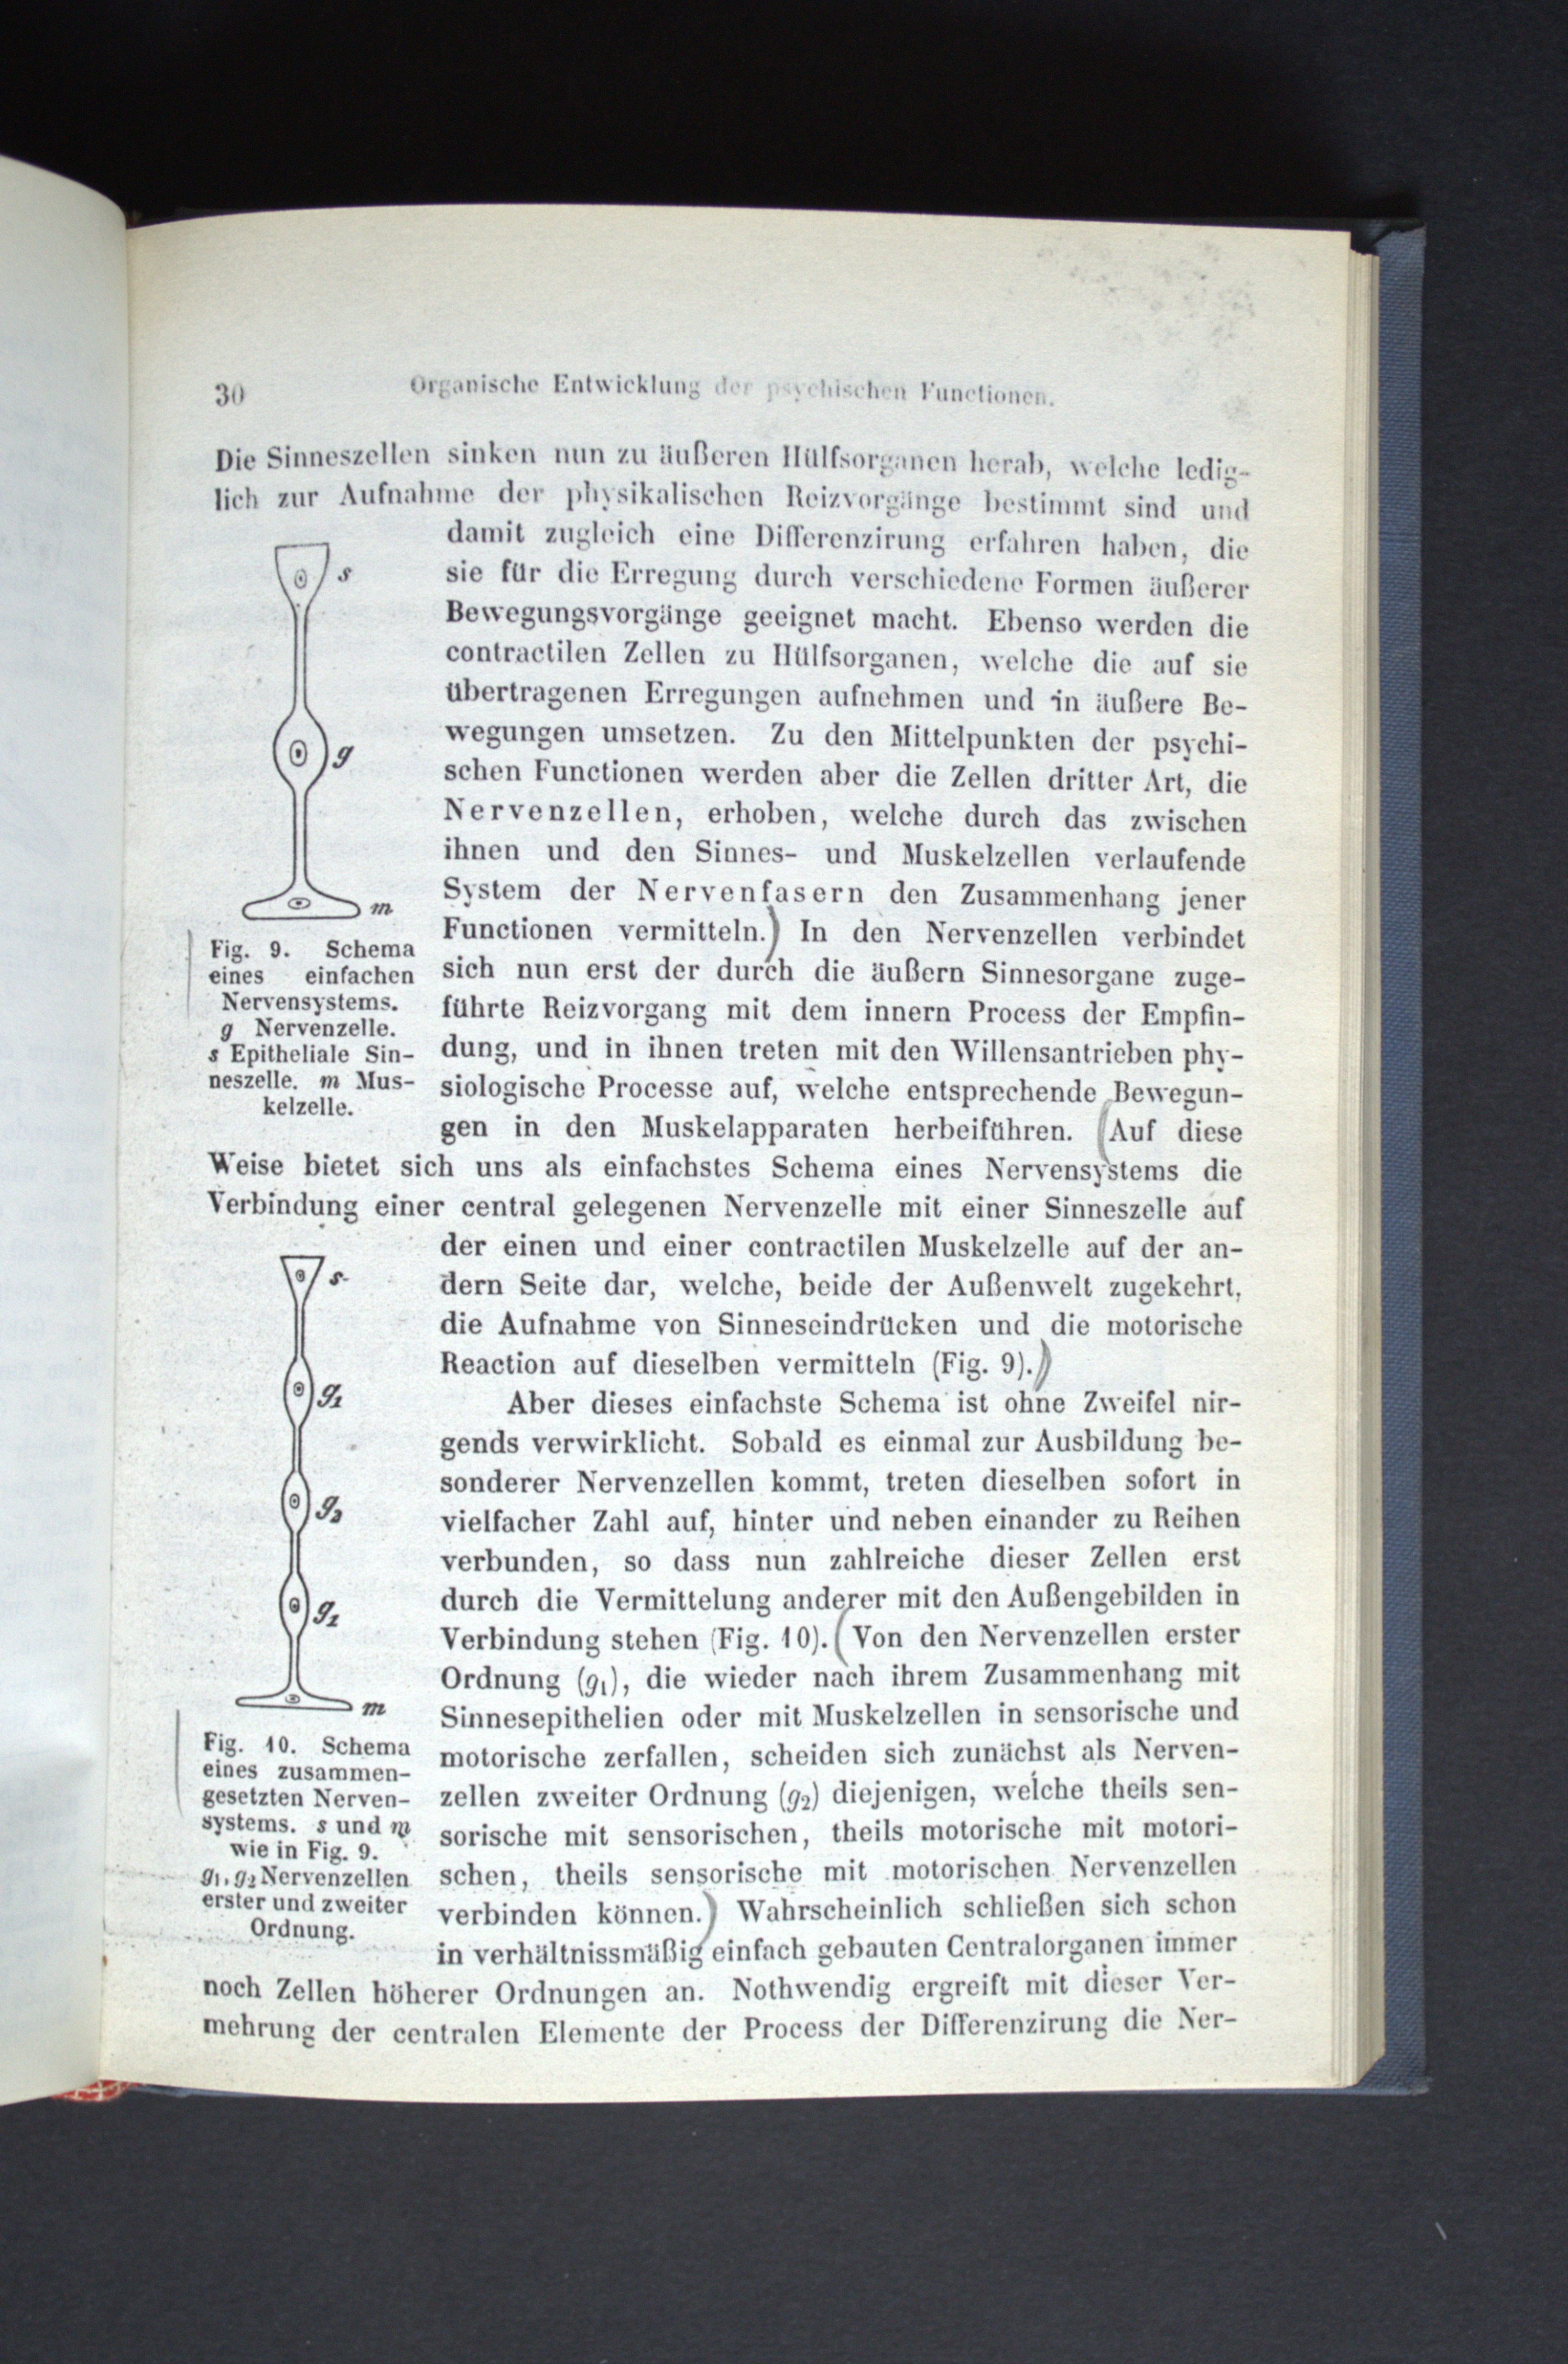 30
Organische Entwicklung der psychischen Functionen.
Die Sinneszellen sinken nun zu äußeren Hülfsorganen herab, welche ledig-
lich zur Aufnahme der physikalischen Reizvorgänge bestimmt sind und
damit zugleich eine Differenzirung erfahren haben, die
sie für die Erregung durch verschiedene Formen äußerer
Bewegungsvorgänge geeignet macht. Ebenso werden die
contractilen Zellen zu Hülfsorganen, welche die auf sie
übertragenen Erregungen aufnehmen und in äußere Be-
wegungen umsetzen. Zu den Mittelpunkten der psychi-
schen Functionen werden aber die Zellen dritter Art, die
Nervenzellen, erhoben, welche durch das zwischen
ihnen und den Sinnes- und Muskelzellen verlaufende
System der Nervenfasern den Zusammenhang jener
Functionen vermitteln.) In den Nervenzellen verbindet
sich nun erst der durch die äußern Sinnesorgane zuge-
führte Reizvorgang mit dem innern Process der Empfin-
dung, und in ihnen treten mit den Willensantrieben phy-
siologische Processe auf, welche entsprechende Bewegun-
gen in den Muskelapparaten herbeiführen. (Auf diese
s
g
m
Fig. 9. Schema
eines einfachen
Nervensystems.
g Nervenzelle.
s Epitheliale Sin-
neszelle. m Mus-
kelzelle.
Weise bietet sich uns als einfachstes Schema eines Nervensystems die
Verbindung einer central gelegenen Nervenzelle mit einer Sinneszelle auf
der einen und einer contractilen Muskelzelle auf der an-
dern Seite dar, welche, beide der Außenwelt zugekehrt,
die Aufnahme von Sinneseindrücken und die motorische
Reaction auf dieselben vermitteln (Fig. 9).)
Aber dieses einfachste Schema ist ohne Zweifel nir-
gends verwirklicht. Sobald es einmal zur Ausbildung be-
sonderer Nervenzellen kommt, treten dieselben sofort in
vielfacher Zahl auf, hinter und neben einander zu Reihen
verbunden, so dass nun zahlreiche dieser Zellen erst
durch die Vermittelung anderer mit den Außengebilden in
Verbindung stehen (Fig. 10). (Von den Nervenzellen erster
Ordnung (g1), die wieder nach ihrem Zusammenhang mit
Sinnesepithelien oder mit Muskelzellen in sensorische und
motorische zerfallen, scheiden sich zunächst als Nerven-
zellen zweiter Ordnung (g2) diejenigen, welche theils sen-
sorische mit sensorischen, theils motorische mit motori-
schen, theils sensorische mit motorischen Nervenzellen
verbinden können.) Wahrscheinlich schließen sich schon
in verhältnissmäßig einfach gebauten Centralorganen immer
s
g1
g2
g1
m
Fig. 10. Schema
eines zusammen-
gesetzten Nerven-
systems. s und m
wie in Fig. 9.
g1, g2 Nervenzellen
erster und zweiter
Ordnung.
noch Zellen höherer Ordnungen an. Nothwendig ergreift mit dieser Ver-
mehrung der centralen Elemente der Process der Differenzirung die Ner-